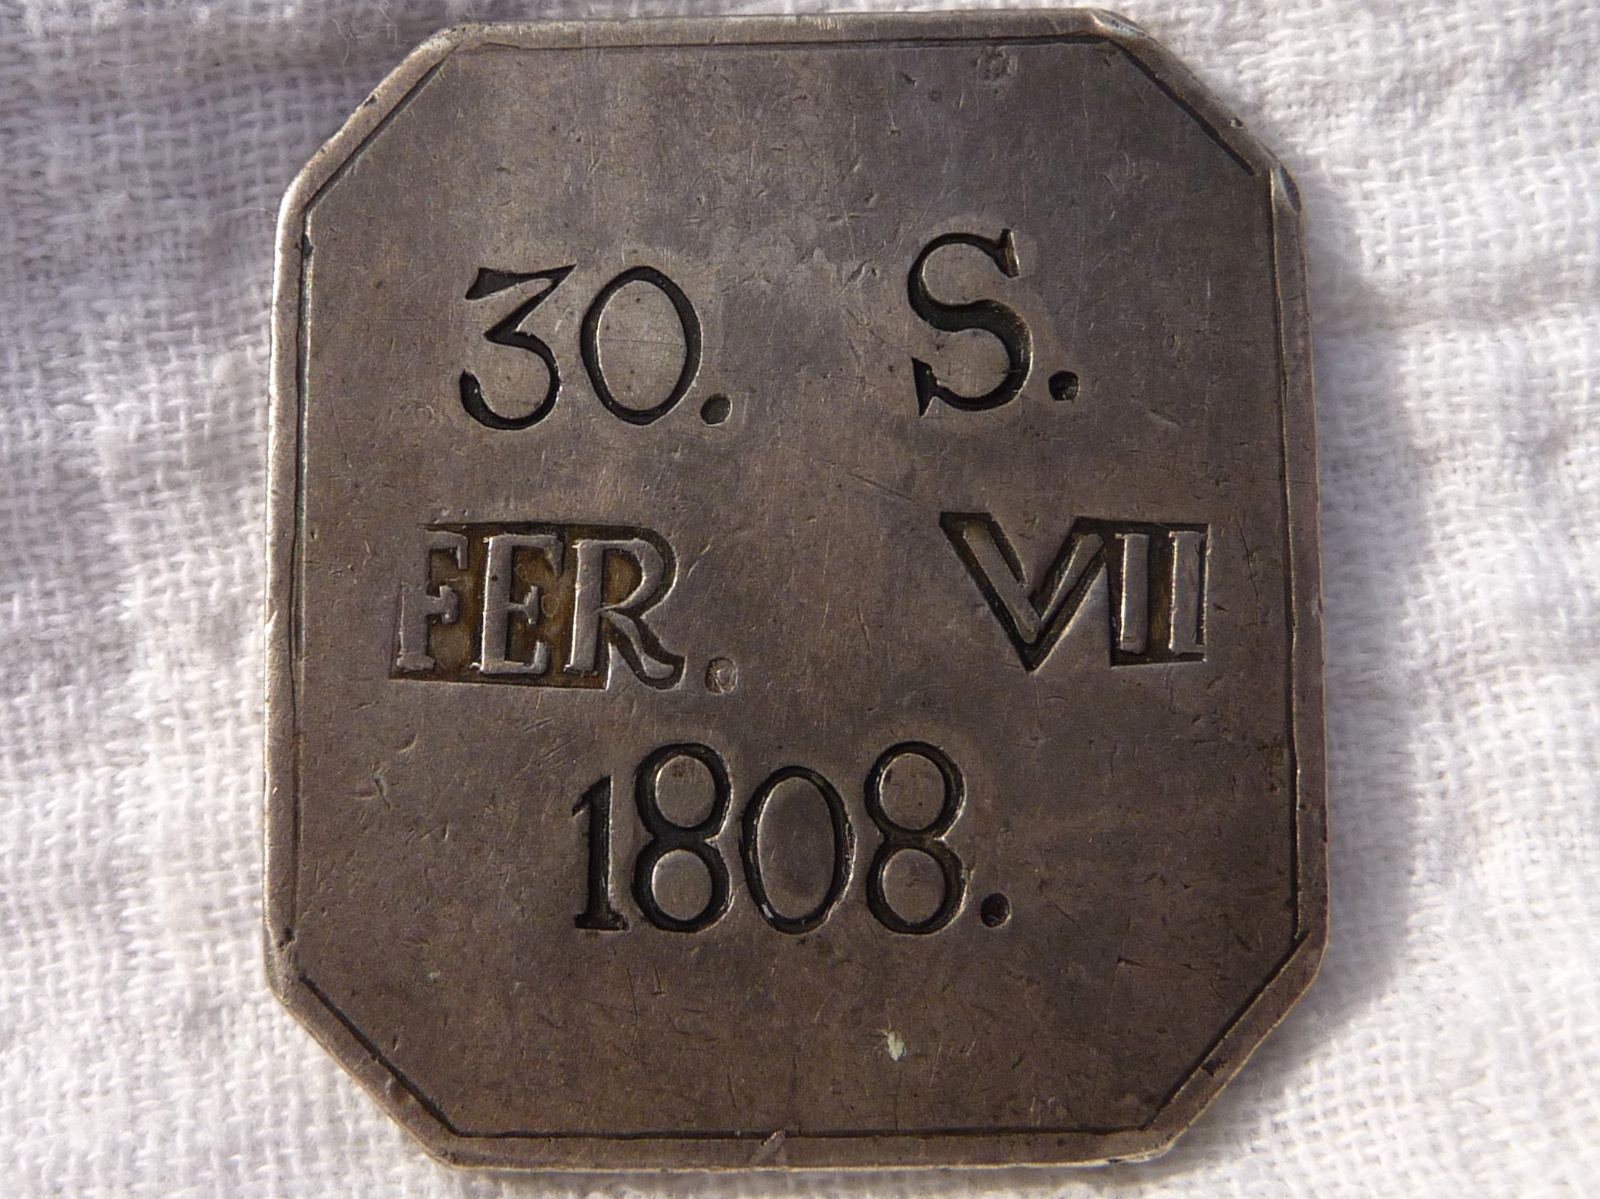 30. S.
FER. VII
1808.